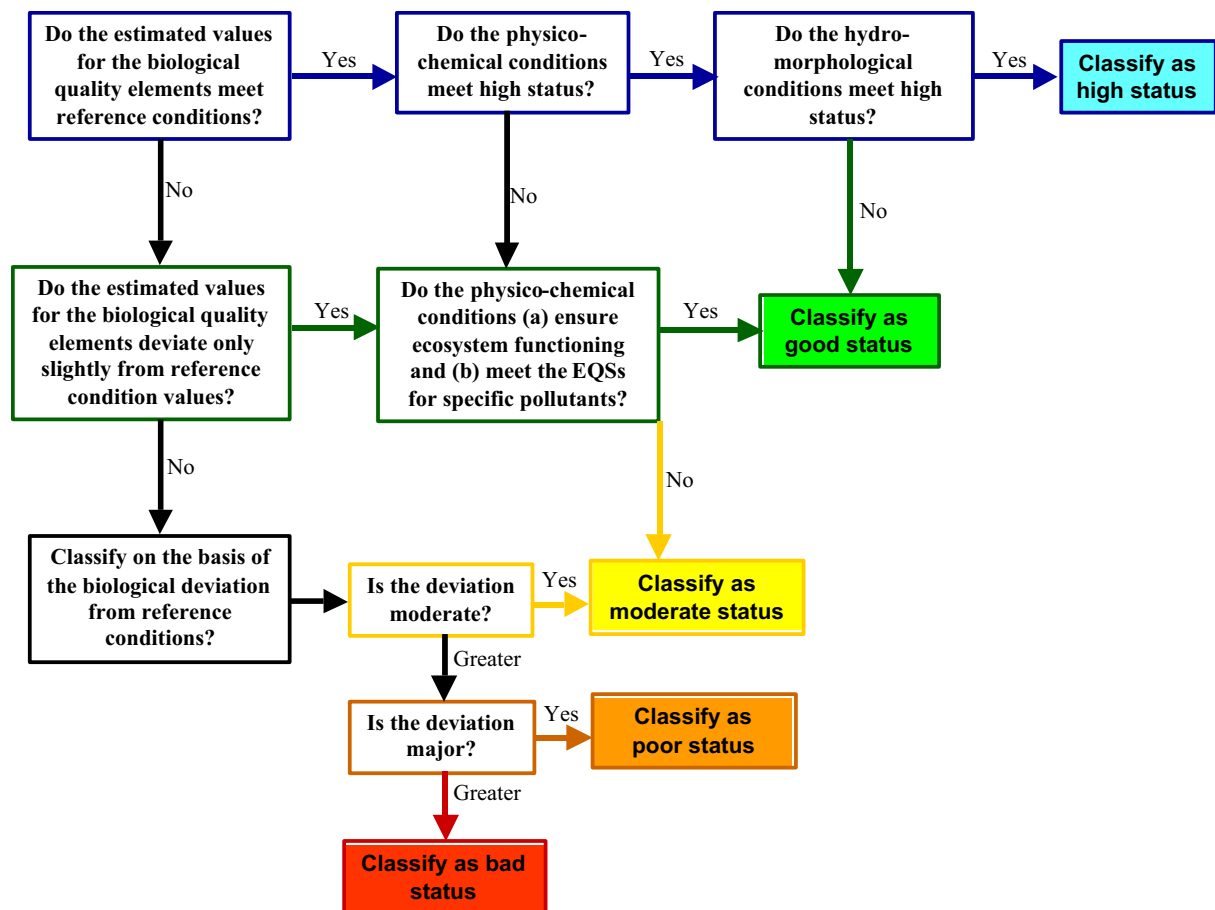 Do the estimated values
for the biological
quality elements meet
reference conditions?
Yes
Do the physico-
chemical conditions
meet high status?
Yes
Do the hydro-
morphological
conditions meet high
status?
Yes
Classify as
high status
No
No
No
Do the estimated values
for the biological quality
elements deviate only
slightly from reference
condition values?
Yes
Do the physico-chemical
conditions (a) ensure
ecosystem functioning
and (b) meet the EQSs
for specific pollutants?
Yes
Classify as
good status
No
No
Classify on the basis of
the biological deviation
from reference
conditions?
Is the deviation
moderate?
Yes
Classify as
moderate status
Greater
Is the deviation
major?
Yes
Classify as
poor status
Greater
Classify as bad
status